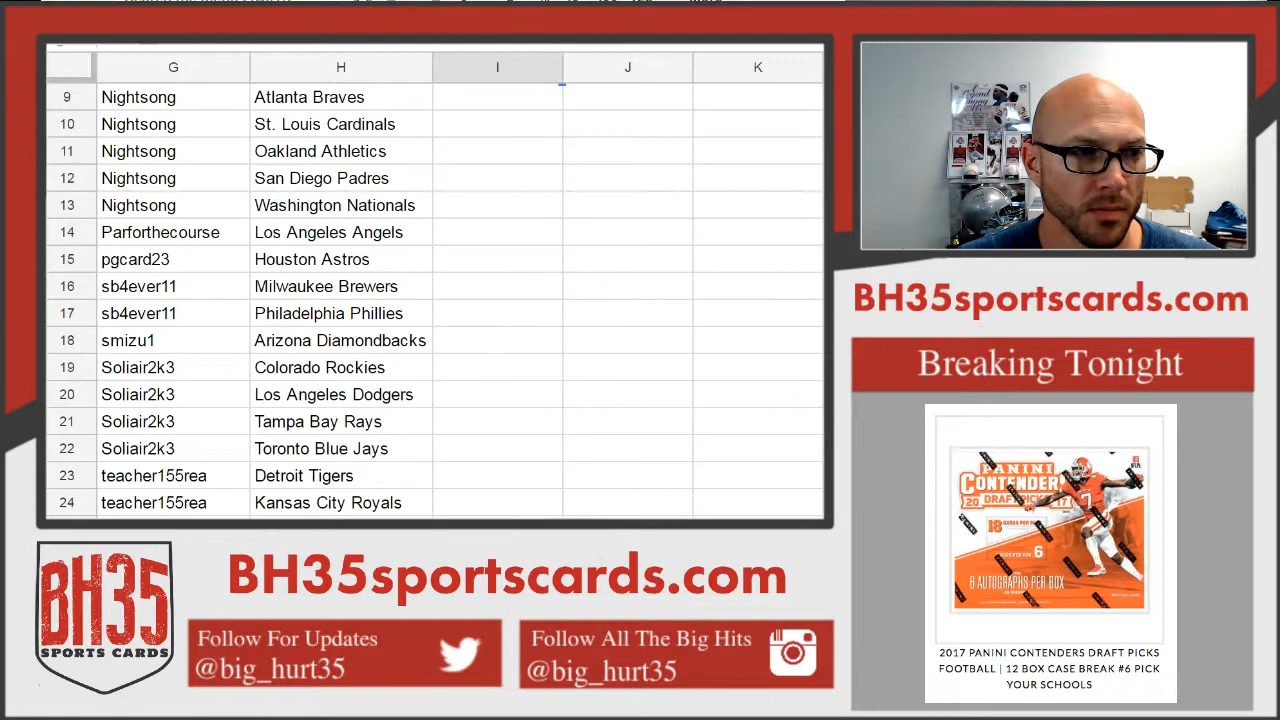 G H I J K
9 Nightsong Atlanta Braves
10 Nightsong St. Louis Cardinals
11 Nightsong Oakland Athletics
12 Nightsong San Diego Padres
13 Nightsong Washington Nationals
14 Parforthecourse Los Angeles Angels
15 pgcard23 Houston Astros
16 sb4ever11 Milwaukee Brewers
17 sb4ever11 Philadelphia Phillies
18 smizu1 Arizona Diamondbacks
19 Soliair2k3 Colorado Rockies
20 Soliair2k3 Los Angeles Dodgers
21 Soliair2k3 Tampa Bay Rays
22 Soliair2k3 Toronto Blue Jays
23 teacher155rea Detroit Tigers
24 teacher155rea Kansas City Royals
BH35sportscards.com
Breaking Tonight
PANINI
CONTENDERS
20 DRAFT PICKS 17
18
6
6 AUTOGRAPHS PER BOX
2017 PANINI CONTENDERS DRAFT PICKS
FOOTBALL | 12 BOX CASE BREAK #6 PICK
YOUR SCHOOLS
BH35
SPORTS CARDS
BH35sportscards.com
Follow For Updates
@big_hurt35
Follow All The Big Hits
@big_hurt35